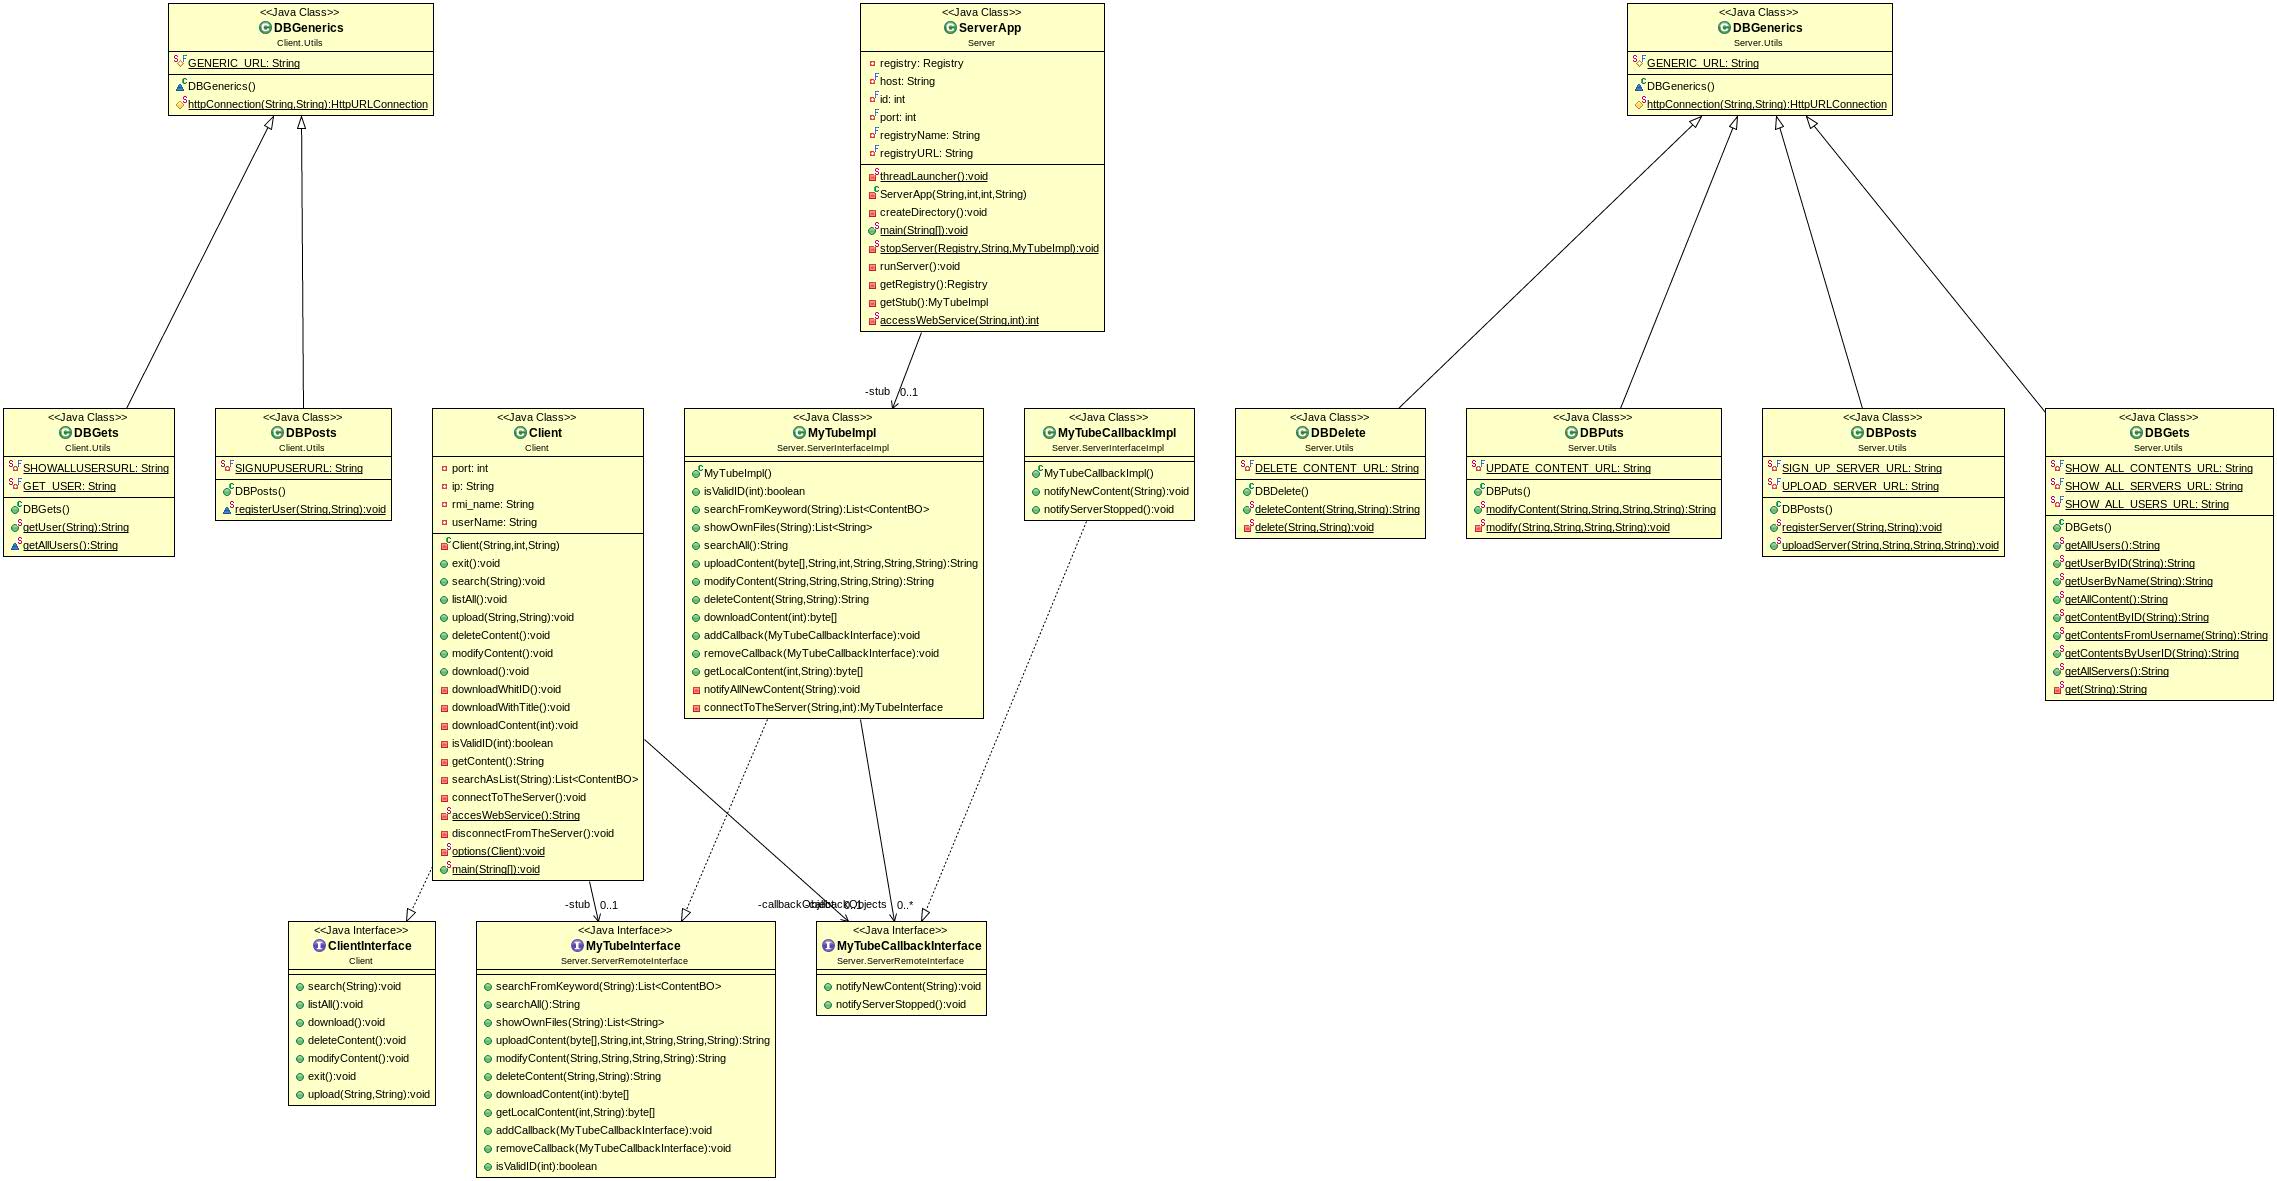 <<Java Class>>
DBGenerics
Client.Utils
GENERIC_URL: String
DBGenerics()
httpConnection(String,String):HttpURLConnection
<<Java Class>>
ServerApp
Server
registry: Registry
host: String
id: int
port: int
registryName: String
registryURL: String
threadLauncher():void
ServerApp(String,int,int,String)
createDirectory():void
main(String[]):void
stopServer(Registry,String,MyTubeImpl):void
runServer():void
getRegistry():Registry
getStub():MyTubeImpl
accessWebService(String,int):int
<<Java Class>>
DBGenerics
Server.Utils
GENERIC_URL: String
DBGenerics()
httpConnection(String,String):HttpURLConnection
-stub 0..1
<<Java Class>>
DBGets
Client.Utils
SHOWALLUSERSURL: String
GET_USER: String
DBGets()
getUser(String):String
getAllUsers():String
<<Java Class>>
DBPosts
Client.Utils
SIGNUPUSERURL: String
DBPosts()
registerUser(String,String):void
<<Java Class>>
Client
Client
port: int
ip: String
rmi_name: String
userName: String
Client(String,int,String)
exit():void
search(String):void
listAll():void
upload(String,String):void
deleteContent():void
modifyContent():void
download():void
downloadWhitID():void
downloadWithTitle():void
downloadContent(int):void
isValidID(int):boolean
getContent():String
searchAsList(String):List<ContentBO>
connectToTheServer():void
accesWebService():String
disconnectFromTheServer():void
options(Client):void
main(String[]):void
<<Java Class>>
MyTubeImpl
Server.ServerInterfaceImpl
MyTubeImpl()
isValidID(int):boolean
searchFromKeyword(String):List<ContentBO>
showOwnFiles(String):List<String>
searchAll():String
uploadContent(byte[],String,int,String,String,String):String
modifyContent(String,String,String,String):String
deleteContent(String,String):String
downloadContent(int):byte[]
addCallback(MyTubeCallbackInterface):void
removeCallback(MyTubeCallbackInterface):void
getLocalContent(int,String):byte[]
notifyAllNewContent(String):void
connectToTheServer(String,int):MyTubeInterface
<<Java Class>>
MyTubeCallbackImpl
Server.ServerInterfaceImpl
MyTubeCallbackImpl()
notifyNewContent(String):void
notifyServerStopped():void
<<Java Class>>
DBDelete
Server.Utils
DELETE_CONTENT_URL: String
DBDelete()
deleteContent(String,String):String
delete(String,String):void
<<Java Class>>
DBPuts
Server.Utils
UPDATE_CONTENT_URL: String
DBPuts()
modifyContent(String,String,String,String):String
modify(String,String,String,String):void
<<Java Class>>
DBPosts
Server.Utils
SIGN_UP_SERVER_URL: String
UPLOAD_SERVER_URL: String
DBPosts()
registerServer(String,String):void
uploadServer(String,String,String,String):void
<<Java Class>>
DBGets
Server.Utils
SHOW_ALL_CONTENTS_URL: String
SHOW_ALL_SERVERS_URL: String
SHOW_ALL_USERS_URL: String
DBGets()
getAllUsers():String
getUserByID(String):String
getUserByName(String):String
getAllContent():String
getContentByID(String):String
getContentsFromUsername(String):String
getContentsByUserID(String):String
getAllServers():String
get(String):String
-stub 0..1
-callbackObject 0..1
-callbackObjects 0..*
<<Java Interface>>
ClientInterface
Client
search(String):void
listAll():void
download():void
deleteContent():void
modifyContent():void
exit():void
upload(String,String):void
<<Java Interface>>
MyTubeInterface
Server.ServerRemoteInterface
searchFromKeyword(String):List<ContentBO>
searchAll():String
showOwnFiles(String):List<String>
uploadContent(byte[],String,int,String,String,String):String
modifyContent(String,String,String,String):String
deleteContent(String,String):String
downloadContent(int):byte[]
getLocalContent(int,String):byte[]
addCallback(MyTubeCallbackInterface):void
removeCallback(MyTubeCallbackInterface):void
isValidID(int):boolean
<<Java Interface>>
MyTubeCallbackInterface
Server.ServerRemoteInterface
notifyNewContent(String):void
notifyServerStopped():void